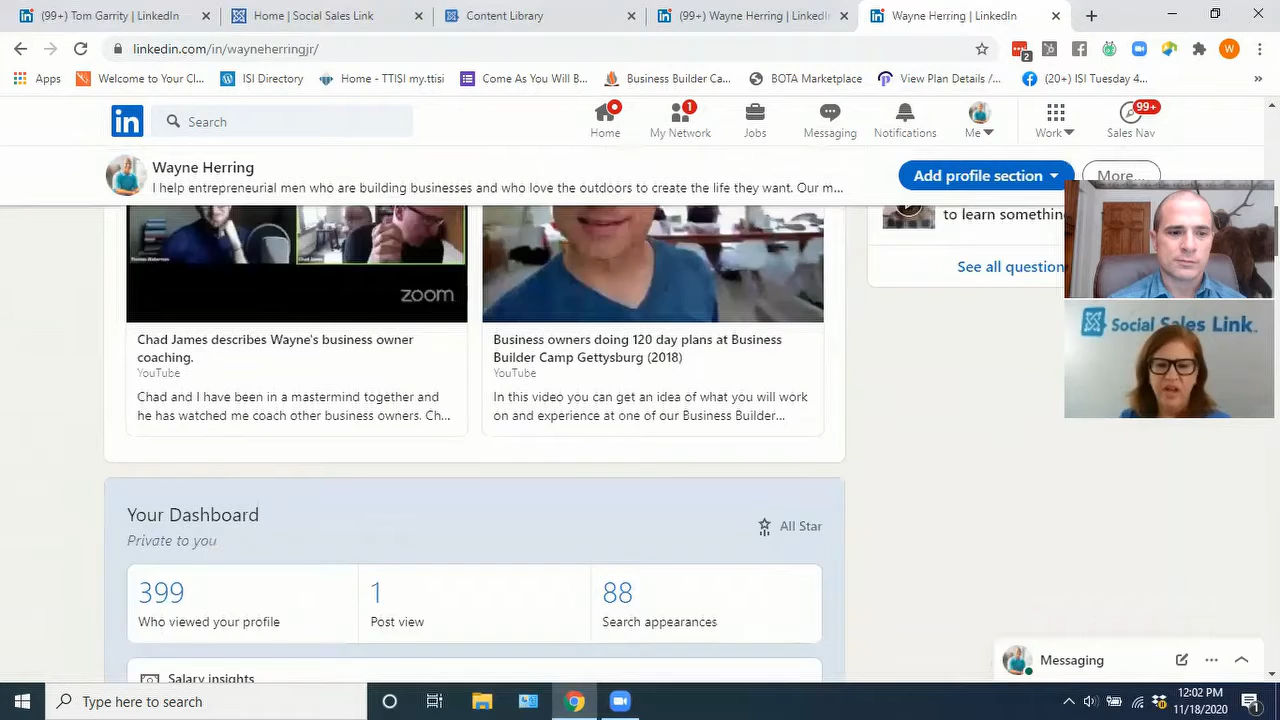 (99+) Tom Garrity | LinkedIn
Home | Social Sales Link
Content Library
(99+) Wayne Herring | LinkedIn
Wayne Herring | LinkedIn
linkedin.com/in/wayneherringjr/
2
W
Apps
Welcome to Your Cl...
ISI Directory
Home - TTISI my.ttisi
Come As You Will B...
Business Builder Ca...
BOTA Marketplace
View Plan Details /...
(20+) ISI Tuesday 4...
»
in
Search
Home
1
My Network
Jobs
Messaging
Notifications
Me
Work
99+
Sales Nav
Wayne Herring
I help entrepreneurial men who are building businesses and who love the outdoors to create the life they want. Our m...
Add profile section
More...
to learn somethin
See all question
zoom
Chad James describes Wayne's business owner
coaching.
YouTube
Chad and I have been in a mastermind together and
he has watched me coach other business owners. Ch...
Business owners doing 120 day plans at Business
Builder Camp Gettysburg (2018)
YouTube
In this video you can get an idea of what you will work
on and experience at one of our Business Builder...
Social Sales Link
Your Dashboard
Private to you
All Star
399
Who viewed your profile
1
Post view
88
Search appearances
Salary insights
Messaging
Type here to search
12:02 PM
11/18/2020
1